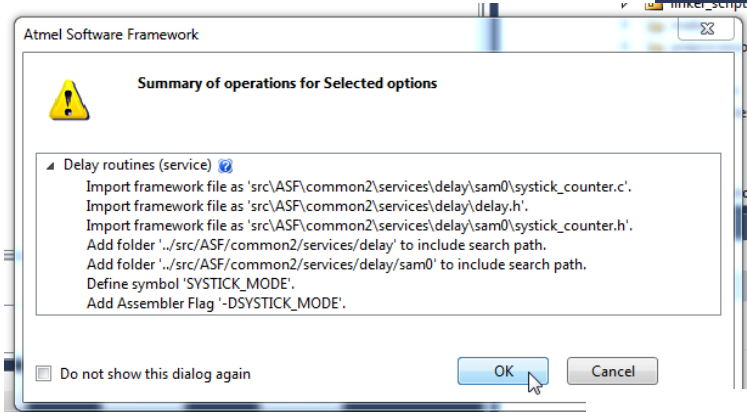 linker_script
Atmel Software Framework
Summary of operations for Selected options
Delay routines (service)
Import framework file as 'src\ASF\common2\services\delay\sam0\systick_counter.c'.
Import framework file as 'src\ASF\common2\services\delay\delay.h'.
Import framework file as 'src\ASF\common2\services\delay\sam0\systick_counter.h'.
Add folder '../src/ASF/common2/services/delay' to include search path.
Add folder '../src/ASF/common2/services/delay/sam0' to include search path.
Define symbol 'SYSTICK_MODE'.
Add Assembler Flag '-DSYSTICK_MODE'.
Do not show this dialog again
OK
Cancel